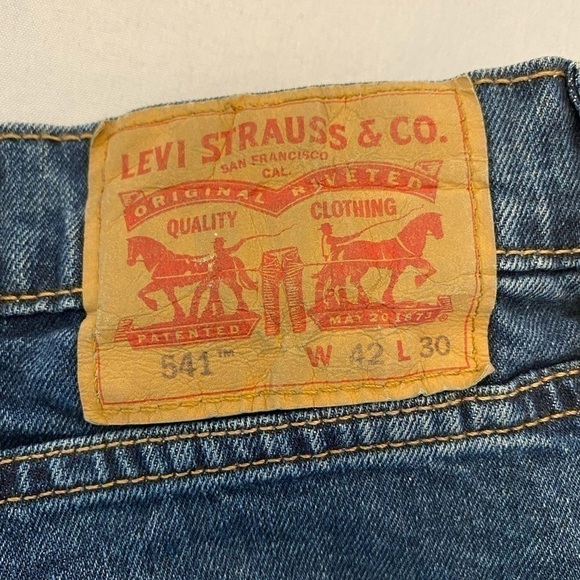 LEVI STRAUSS & CO.
SAN FRANCISCO
CAL.
ORIGINAL RIVETED
QUALITY CLOTHING
PATENTED MAY 20 1873
541™ W 42 L 30